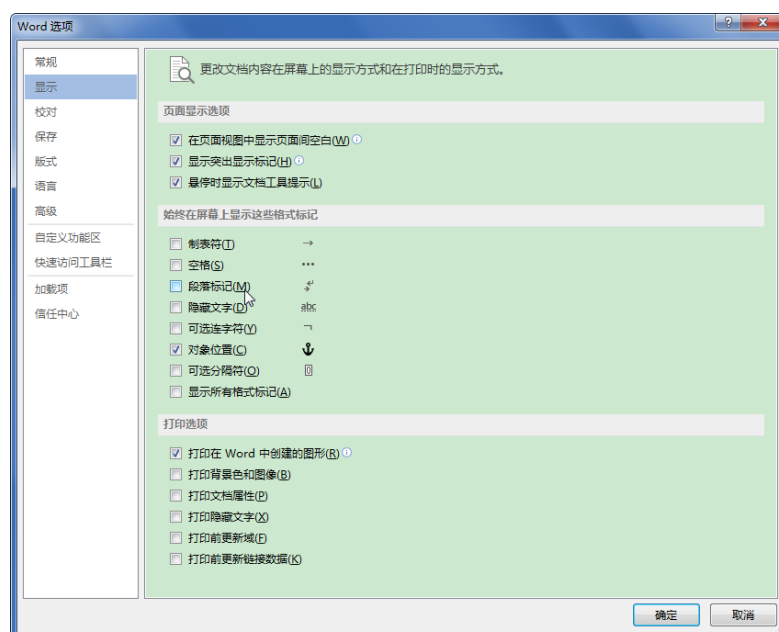 Word 选项
常规
显示
校对
保存
版式
语言
高级
自定义功能区
快速访问工具栏
加载项
信任中心
更改文档内容在屏幕上的显示方式和在打印时的显示方式。
页面显示选项
在页面视图中显示页面间空白(W)
显示突出显示标记(H)
悬停时显示文档工具提示(L)
始终在屏幕上显示这些格式标记
制表符(T) →
空格(S) •••
段落标记(M)
隐藏文字(D) abc
可选连字符(Y) ¬
对象位置(C)
可选分隔符(O)
显示所有格式标记(A)
打印选项
打印在 Word 中创建的图形(R)
打印背景色和图像(B)
打印文档属性(P)
打印隐藏文字(X)
打印前更新域(F)
打印前更新链接数据(K)
确定 取消